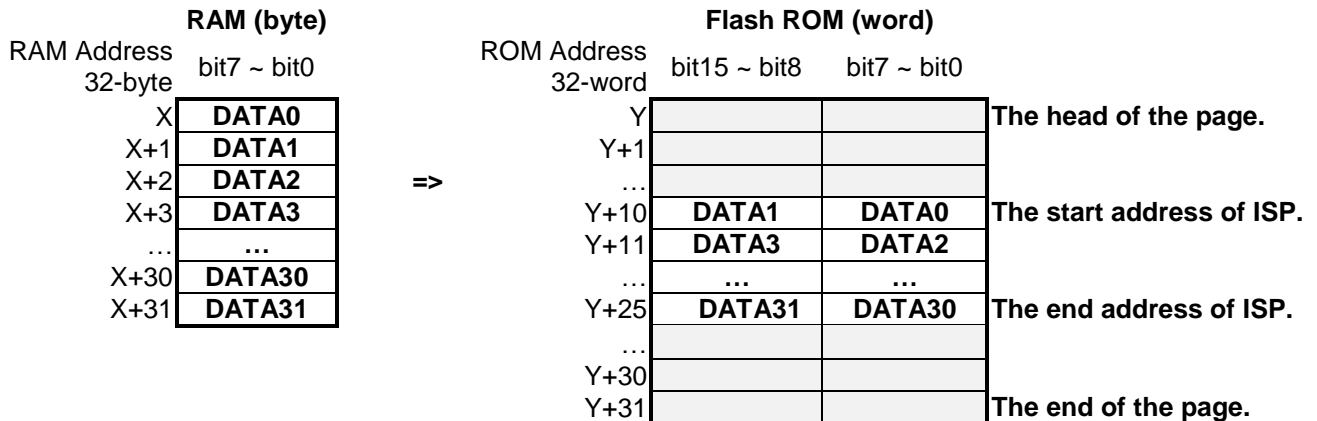 RAM (byte) Flash ROM (word)
RAM Address
32-byte bit7 ~ bit0 ROM Address
32-word bit15 ~ bit8 bit7 ~ bit0
X DATA0 Y The head of the page.
X+1 DATA1 Y+1
X+2 DATA2 => …
X+3 DATA3 Y+10 DATA1 DATA0 The start address of ISP.
… … Y+11 DATA3 DATA2
X+30 DATA30 … … …
X+31 DATA31 Y+25 DATA31 DATA30 The end address of ISP.
…
Y+30
Y+31 The end of the page.